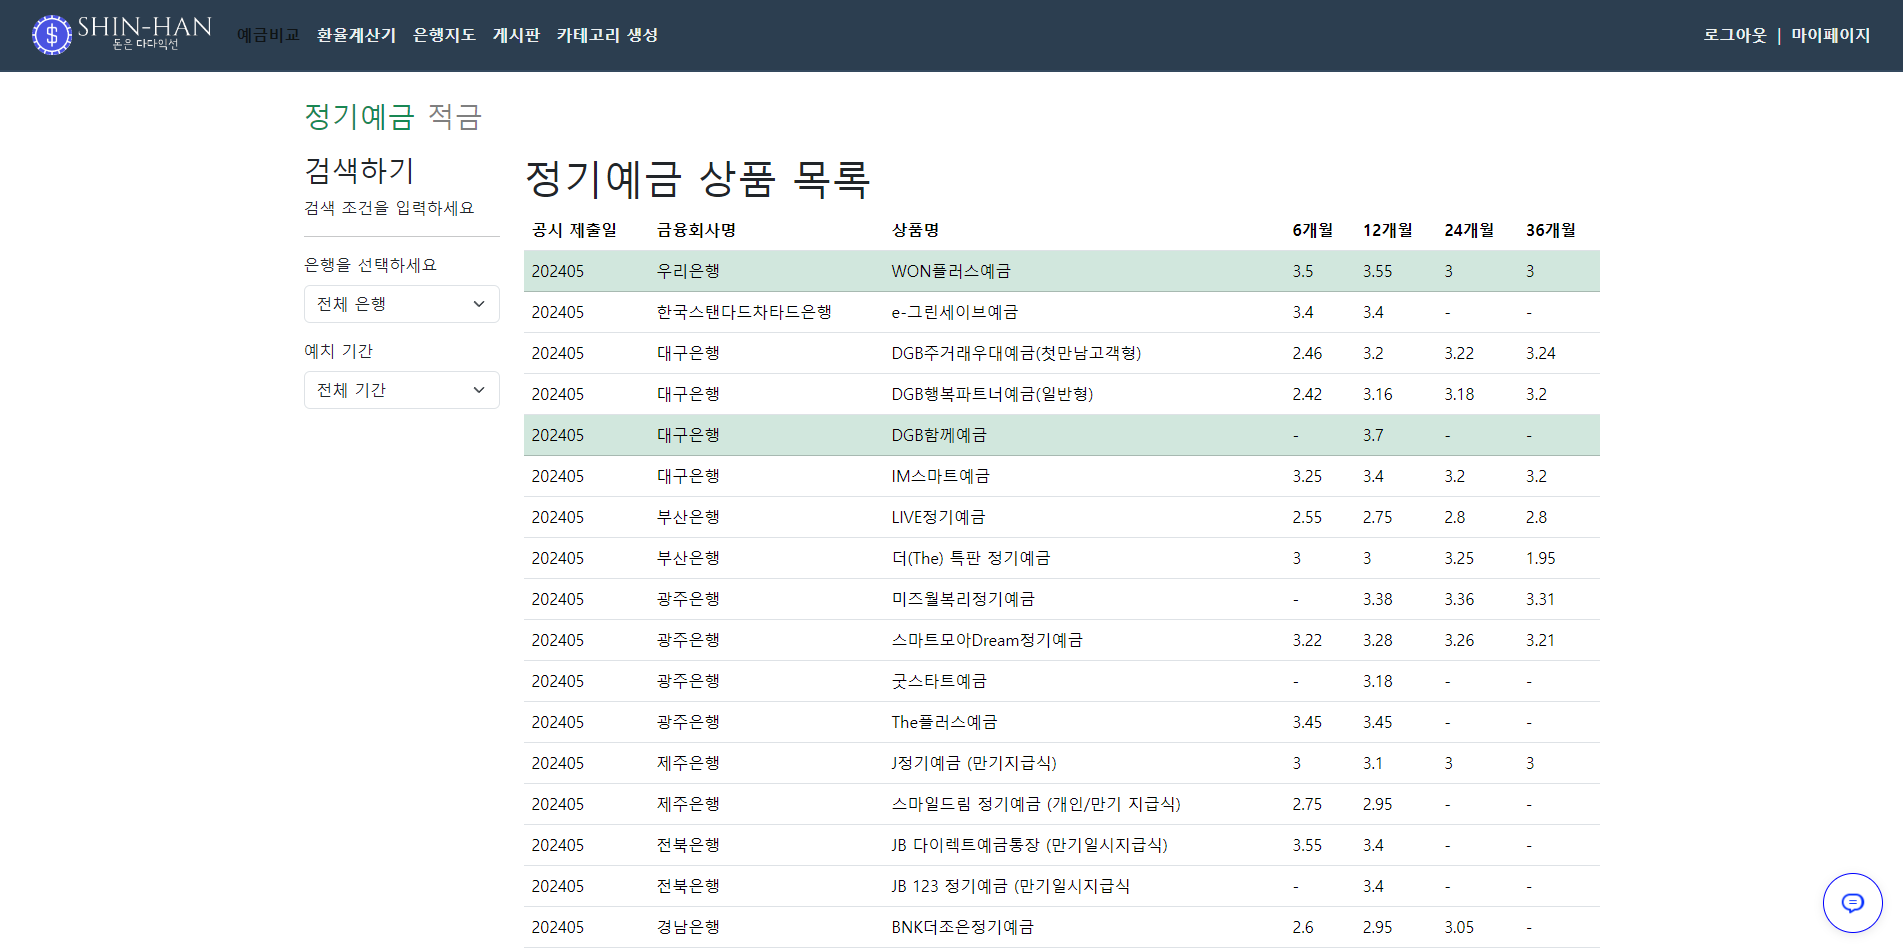 SHIN-HAN
돈은 다다익선
예금비교 환율계산기 은행지도 게시판 카테고리 생성
로그아웃 | 마이페이지
정기예금 적금
검색하기
검색 조건을 입력하세요
은행을 선택하세요
전체 은행
예치 기간
전체 기간
정기예금 상품 목록
공시 제출일 금융회사명 상품명 6개월 12개월 24개월 36개월
202405 우리은행 WON플러스예금 3.5 3.55 3 3
202405 한국스탠다드차타드은행 e-그린세이브예금 3.4 3.4 - -
202405 대구은행 DGB주거래우대예금(첫만남고객형) 2.46 3.2 3.22 3.24
202405 대구은행 DGB행복파트너예금(일반형) 2.42 3.16 3.18 3.2
202405 대구은행 DGB함께예금 - 3.7 - -
202405 대구은행 IM스마트예금 3.25 3.4 3.2 3.2
202405 부산은행 LIVE정기예금 2.55 2.75 2.8 2.8
202405 부산은행 더(The) 특판 정기예금 3 3 3.25 1.95
202405 광주은행 미즈월복리정기예금 - 3.38 3.36 3.31
202405 광주은행 스마트모아Dream정기예금 3.22 3.28 3.26 3.21
202405 광주은행 굿스타트예금 - 3.18 - -
202405 광주은행 The플러스예금 3.45 3.45 - -
202405 제주은행 J정기예금 (만기지급식) 3 3.1 3 3
202405 제주은행 스마일드림 정기예금 (개인/만기 지급식) 2.75 2.95 - -
202405 전북은행 JB 다이렉트예금통장 (만기일시지급식) 3.55 3.4 - -
202405 전북은행 JB 123 정기예금 (만기일시지급식 - 3.4 - -
202405 경남은행 BNK더조은정기예금 2.6 2.95 3.05 -